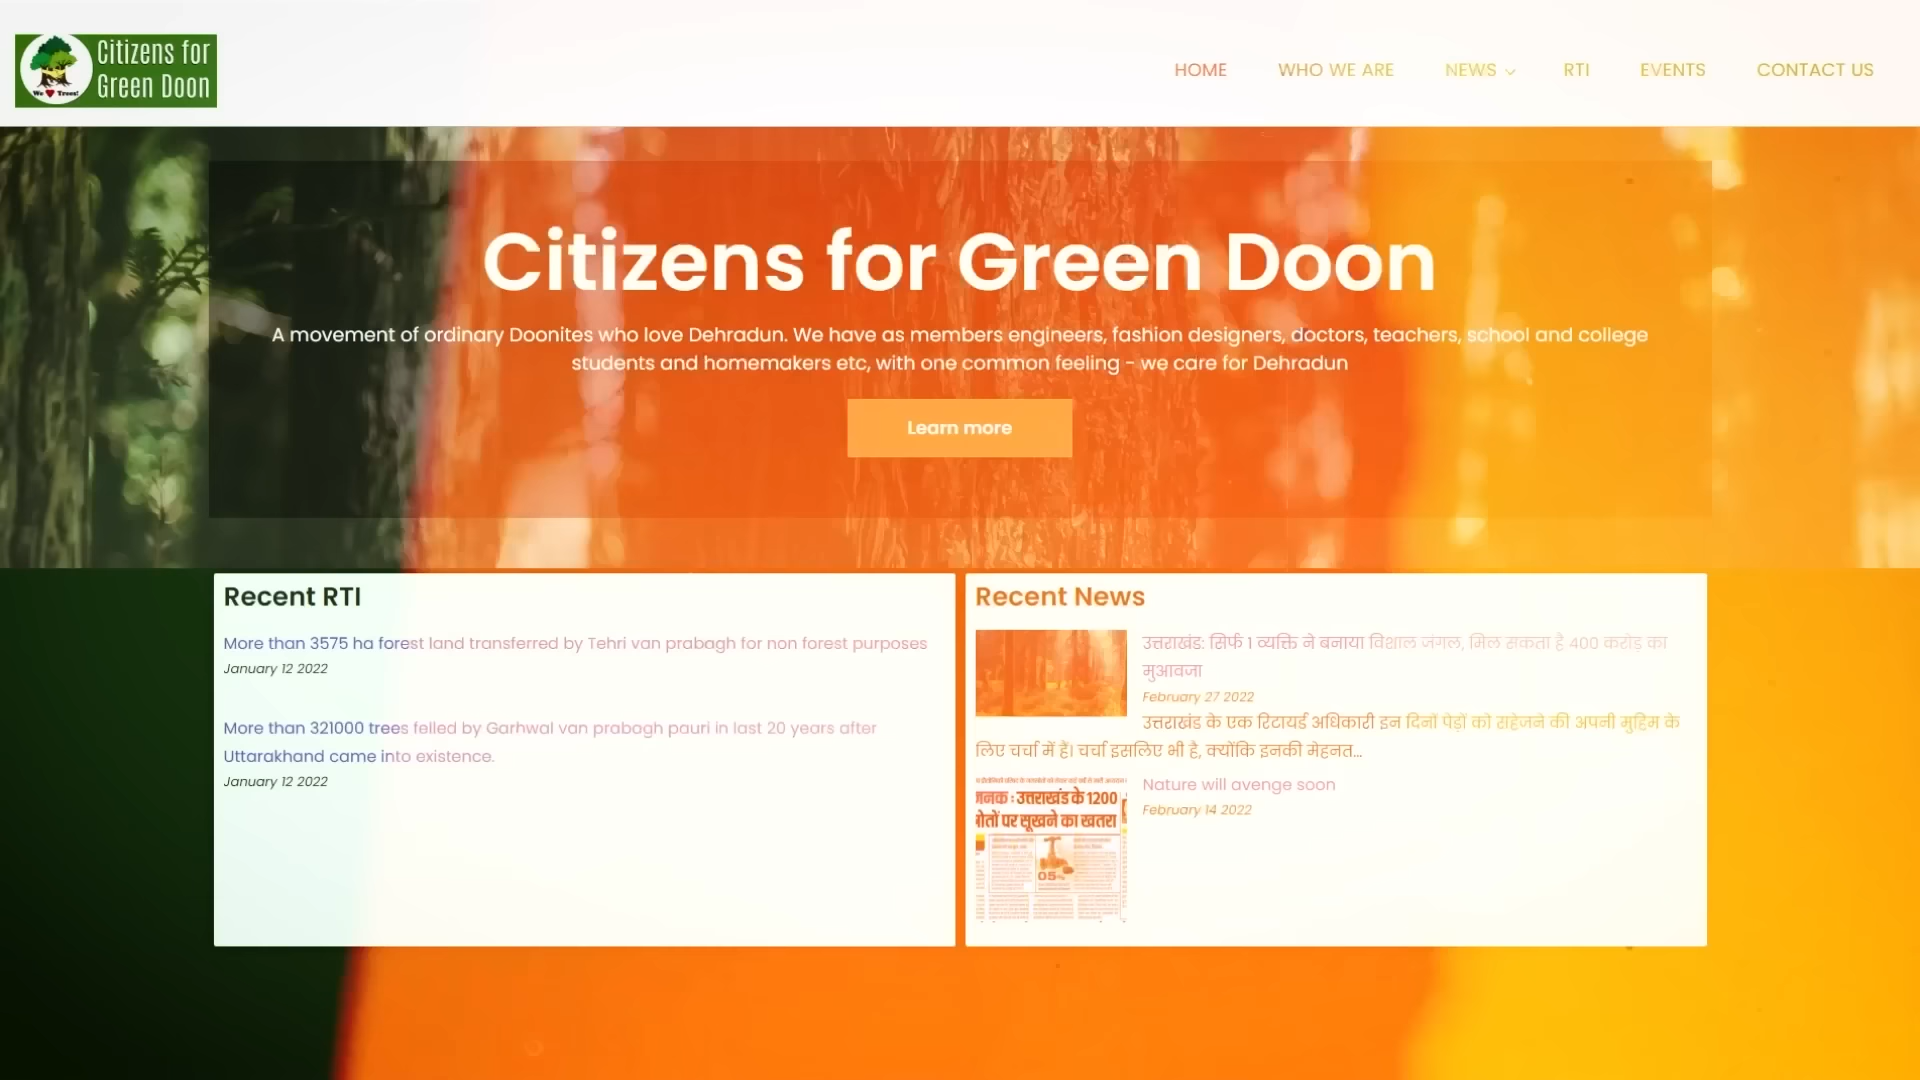 Citizens for
Green Doon
We Trees!
HOME WHO WE ARE NEWS RTI EVENTS CONTACT US
Citizens for Green Doon
A movement of ordinary Doonites who love Dehradun. We have as members engineers, fashion designers, doctors, teachers, school and college
students and homemakers etc, with one common feeling - we care for Dehradun
Learn more
Recent RTI
More than 3575 ha forest land transferred by Tehri van prabagh for non forest purposes
January 12 2022
More than 321000 trees felled by Garhwal van prabagh pauri in last 20 years after
Uttarakhand came into existence.
January 12 2022
Recent News
उत्तराखंड: सिर्फ 1 व्यक्ति ने बनाया विशाल जंगल, मिल सकता है 400 करोड़ का
मुआवजा
February 27 2022
उत्तराखंड के एक रिटायर्ड अधिकारी इन दिनों पेड़ों को सहेजने की अपनी मुहिम के
लिए चर्चा में हैं। चर्चा इसलिए भी है, क्योंकि इनकी मेहनत...
Nature will avenge soon
February 14 2022
उत्तराखंड के 1200
पर सूखने का खतरा
05